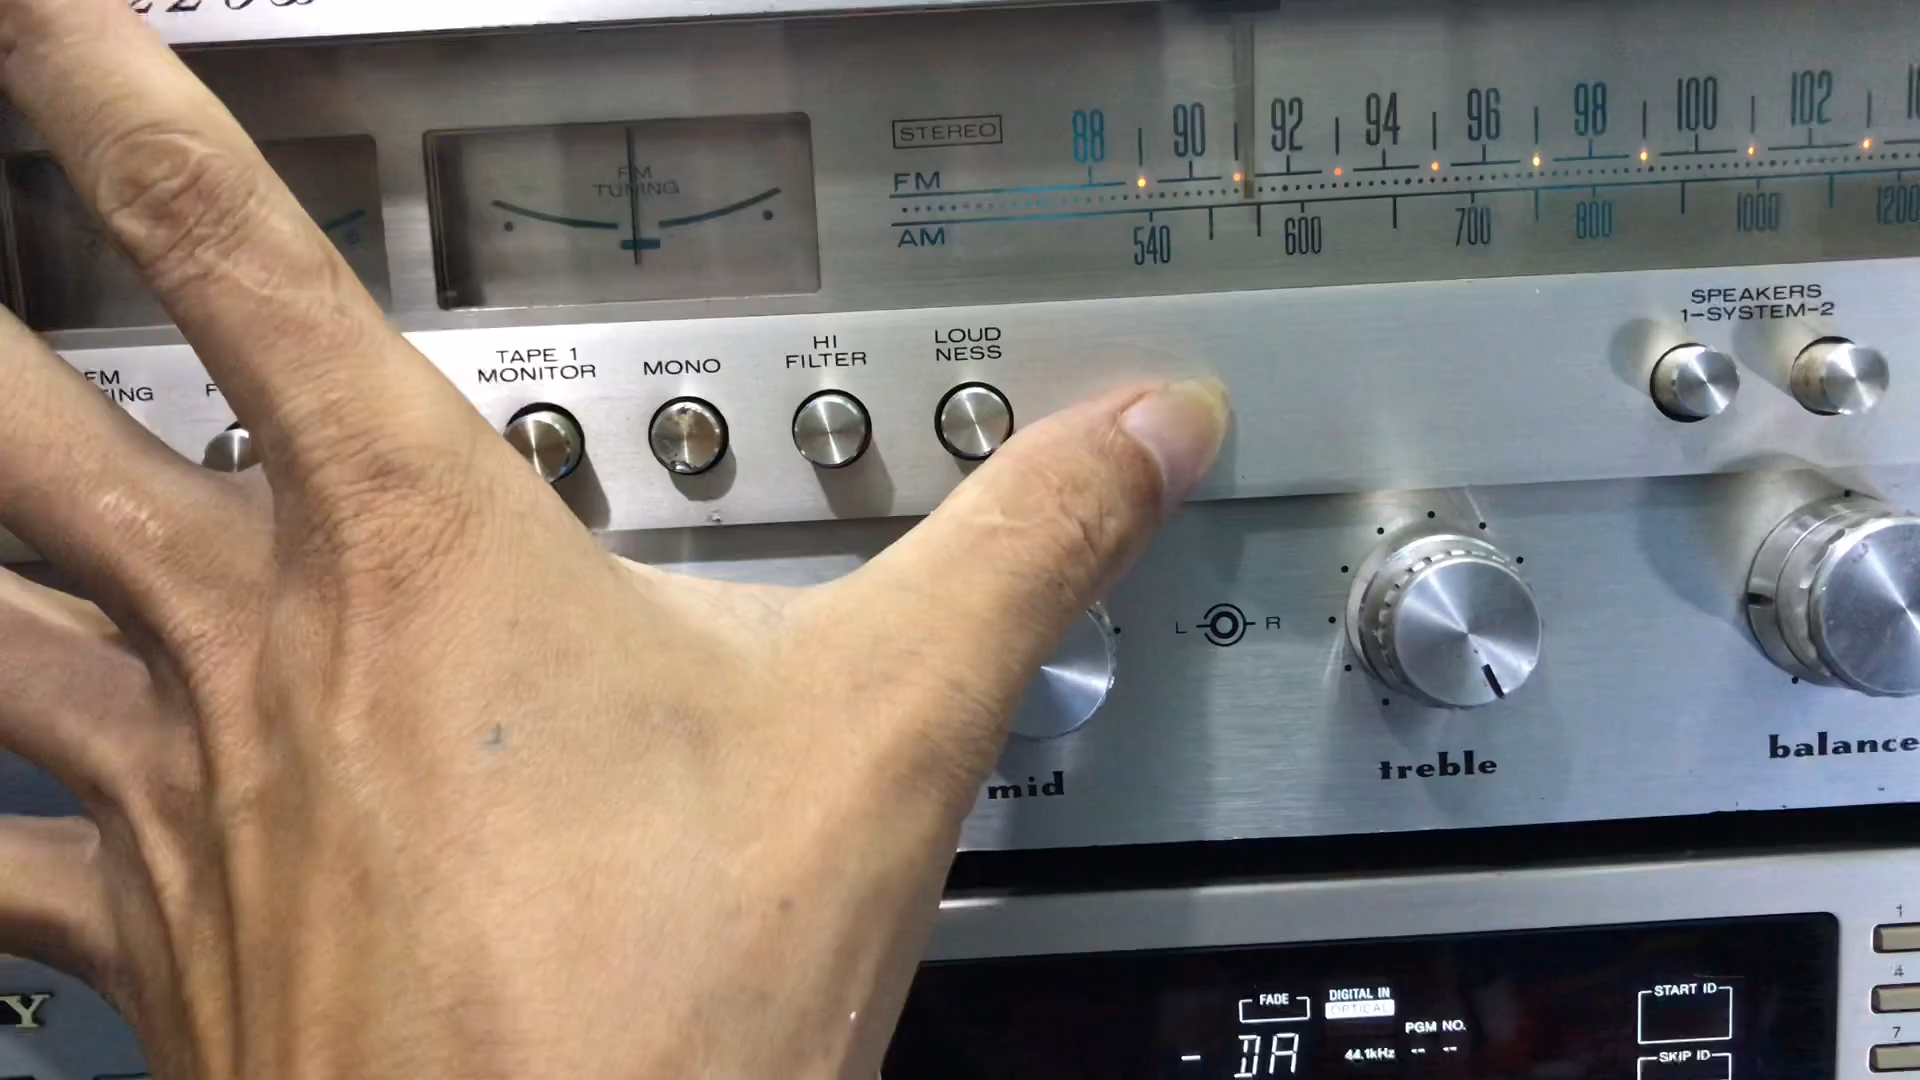 FM
TUNING
STEREO
88 90 92 94 96 98 100 102
FM
AM
540 600 700 800 1000 1200
SPEAKERS
1-SYSTEM-2
TAPE 1
MONITOR
MONO
HI
FILTER
LOUD
NESS
FM
L R
mid
treble
balance
FADE
DIGITAL IN
OPTICAL
PGM NO.
- DA
44.1kHz
-- --
START ID
SKIP ID
1
4
7
Y